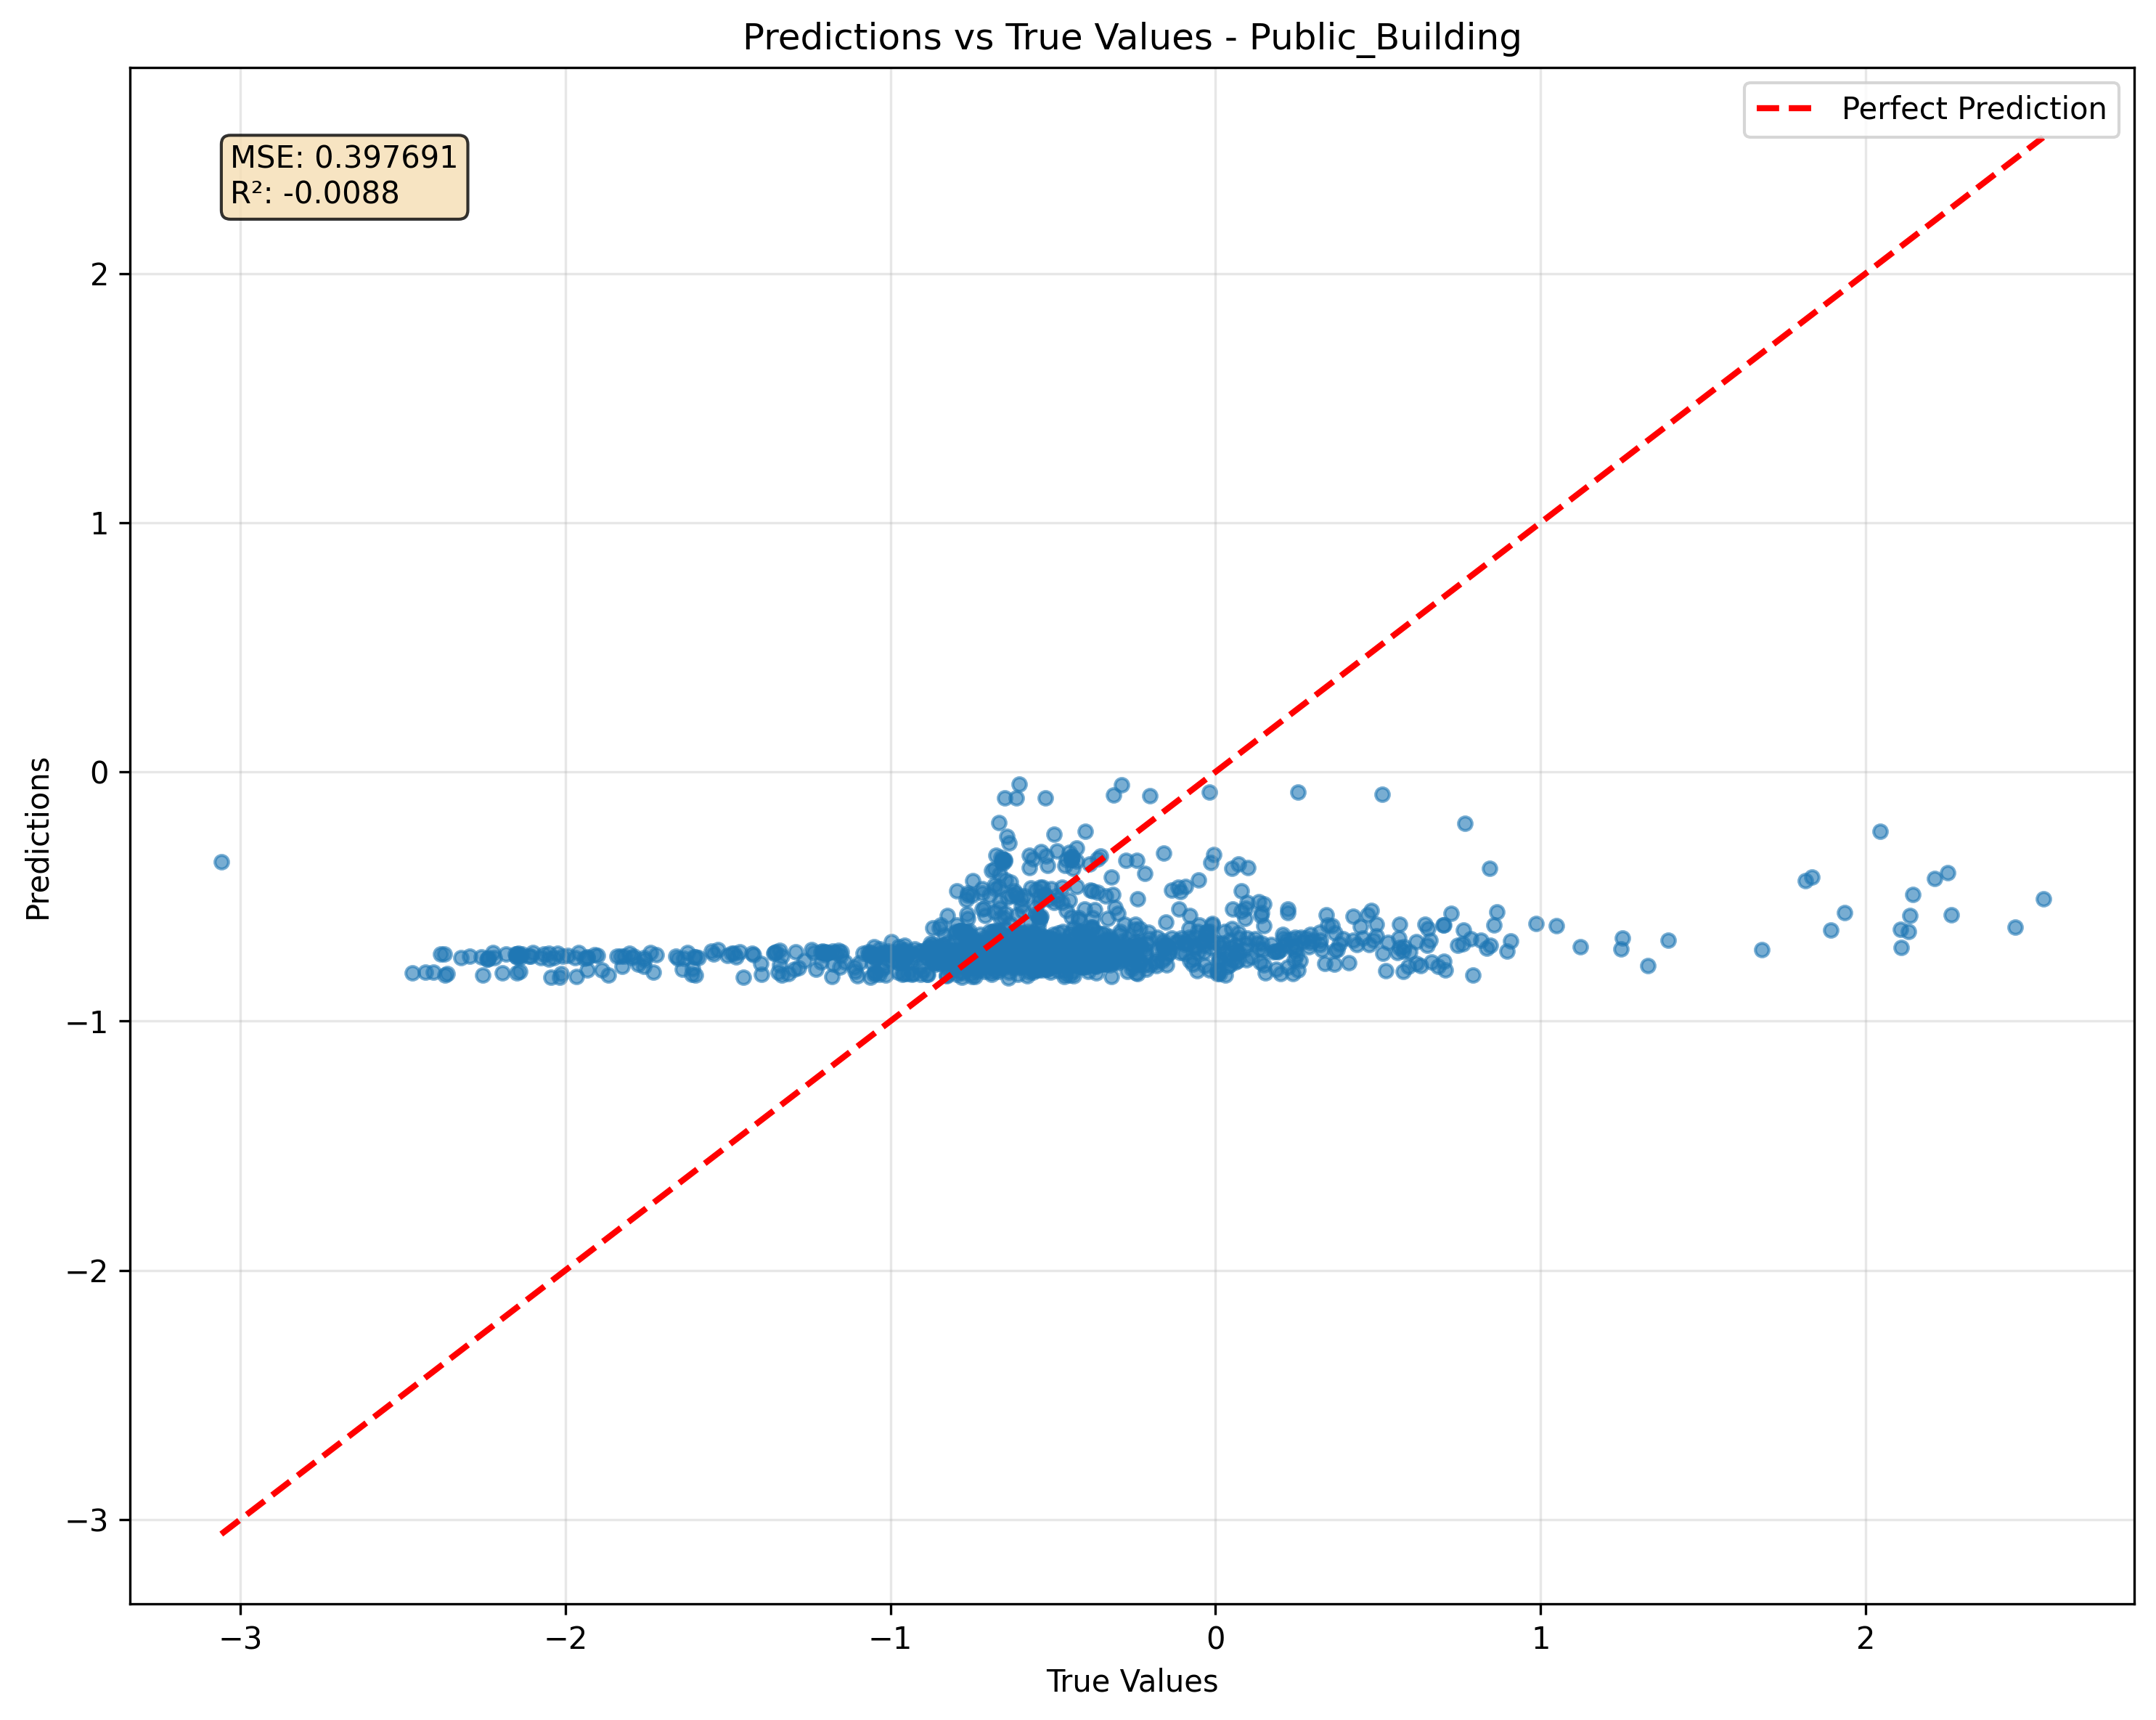 Predictions vs True Values - Public_Building
Perfect Prediction
MSE: 0.397691
R²: -0.0088
2
1
0
−1
−2
−3
Predictions
−3
−2
−1
0
1
2
True Values